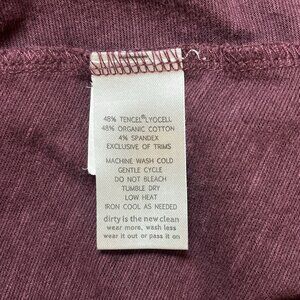 48% TENCEL®LYOCELL
48% ORGANIC COTTON
4% SPANDEX
EXCLUSIVE OF TRIMS
MACHINE WASH COLD
GENTLE CYCLE
DO NOT BLEACH
TUMBLE DRY
LOW HEAT
IRON COOL AS NEEDED
dirty is the new clean
wear more, wash less
wear it out or pass it on